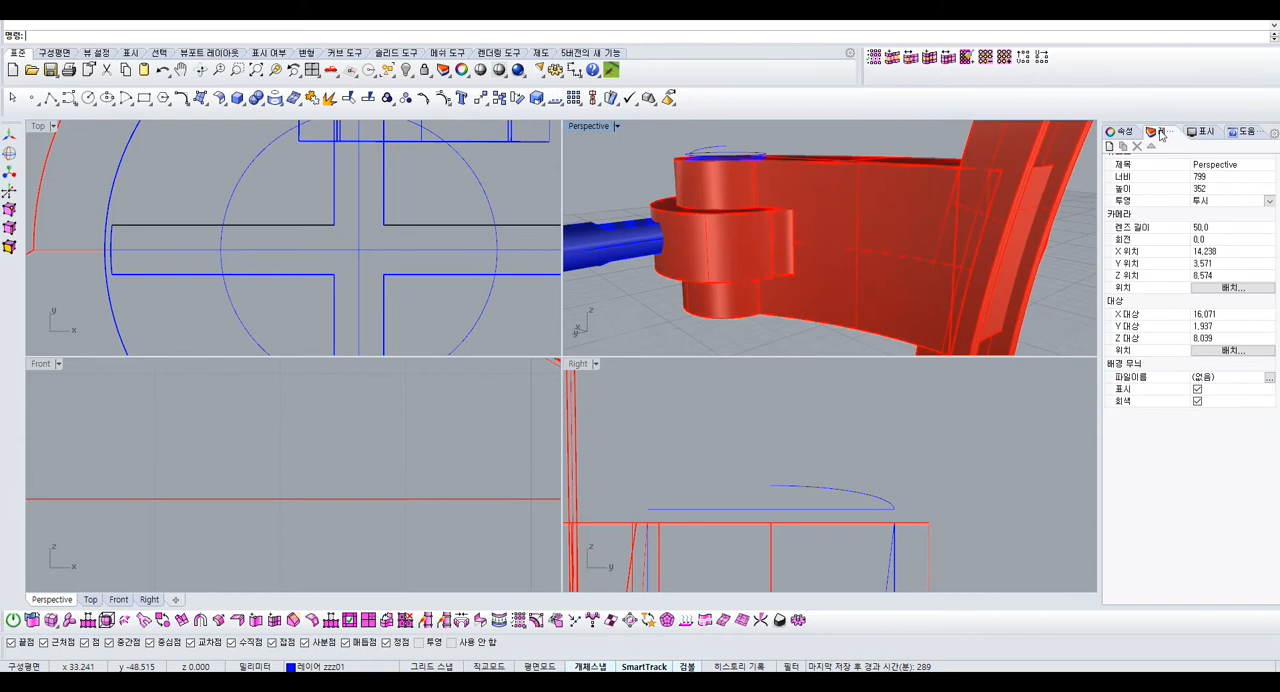 명령:
표준 구성평면 뷰 설정 표시 선택 뷰포트 레이아웃 표시 여부 변형 커브 도구 솔리드 도구 메쉬 도구 렌더링 도구 제도 5버전의 새 기능
Top
Perspective
속성 표시 도움…
제목 Perspective
너비 799
높이 352
투영 투시
카메라
렌즈 길이 50,0
회전 0,0
X 위치 14,238
Y 위치 3,571
Z 위치 8,574
위치 배치...
대상
X 대상 16,071
Y 대상 1,937
Z 대상 8,039
위치 배치...
배경 무늬
파일이름 (없음) ...
표시
회색
y
x
z
Front
Right
z
x
z
y
Perspective Top Front Right
끝점 근처점 점 중간점 중심점 교차점 수직점 접점 사분점 매듭점 정점 투영 사용 안 함
구성평면 x 33.241 y -48.515 z 0.000 밀리미터 레이어 zzz01 그리드 스냅 직교모드 평면모드 개체스냅 SmartTrack 검볼 히스토리 기록 필터 마지막 저장 후 경과 시간(분): 289